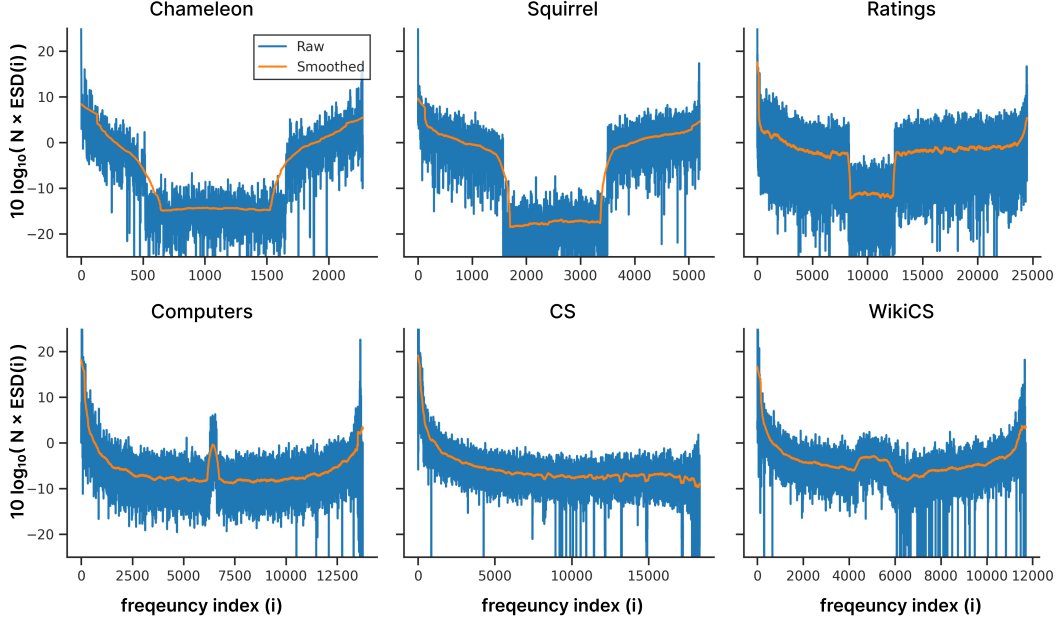 Chameleon
Squirrel
Ratings
Raw
Smoothed
10 log10( N × ESD(i) )
20
10
0
−10
−20
0 500 1000 1500 2000
0 1000 2000 3000 4000 5000
0 5000 10000 15000 20000 25000
Computers
CS
WikiCS
10 log10( N × ESD(i) )
20
10
0
−10
−20
0 2500 5000 7500 10000 12500
0 5000 10000 15000
0 2000 4000 6000 8000 10000 12000
freqeuncy index (i)
freqeuncy index (i)
freqeuncy index (i)